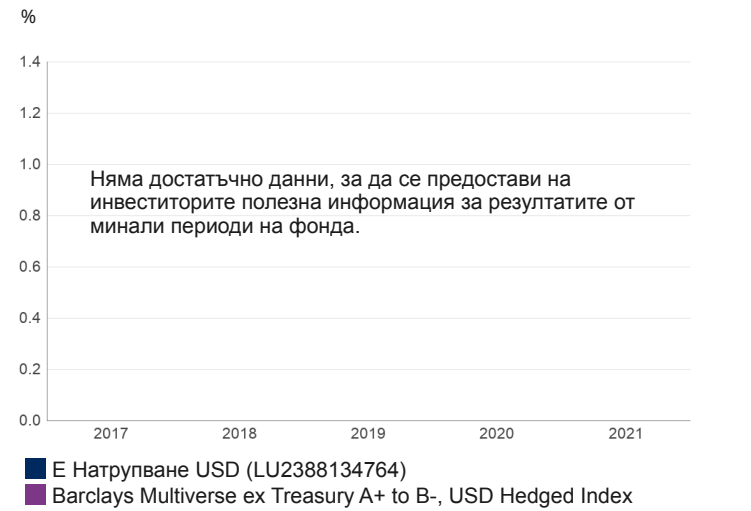 %
1.4
1.2
1.0
Няма достатъчно данни, за да се предостави на
инвеститорите полезна информация за резултатите от
0.8
минали периоди на фонда.
0.6
0.4
0.2
0.0
2017 2018 2019 2020 2021
E Натрупване USD (LU2388134764)
Barclays Multiverse ex Treasury A+ to B-, USD Hedged Index